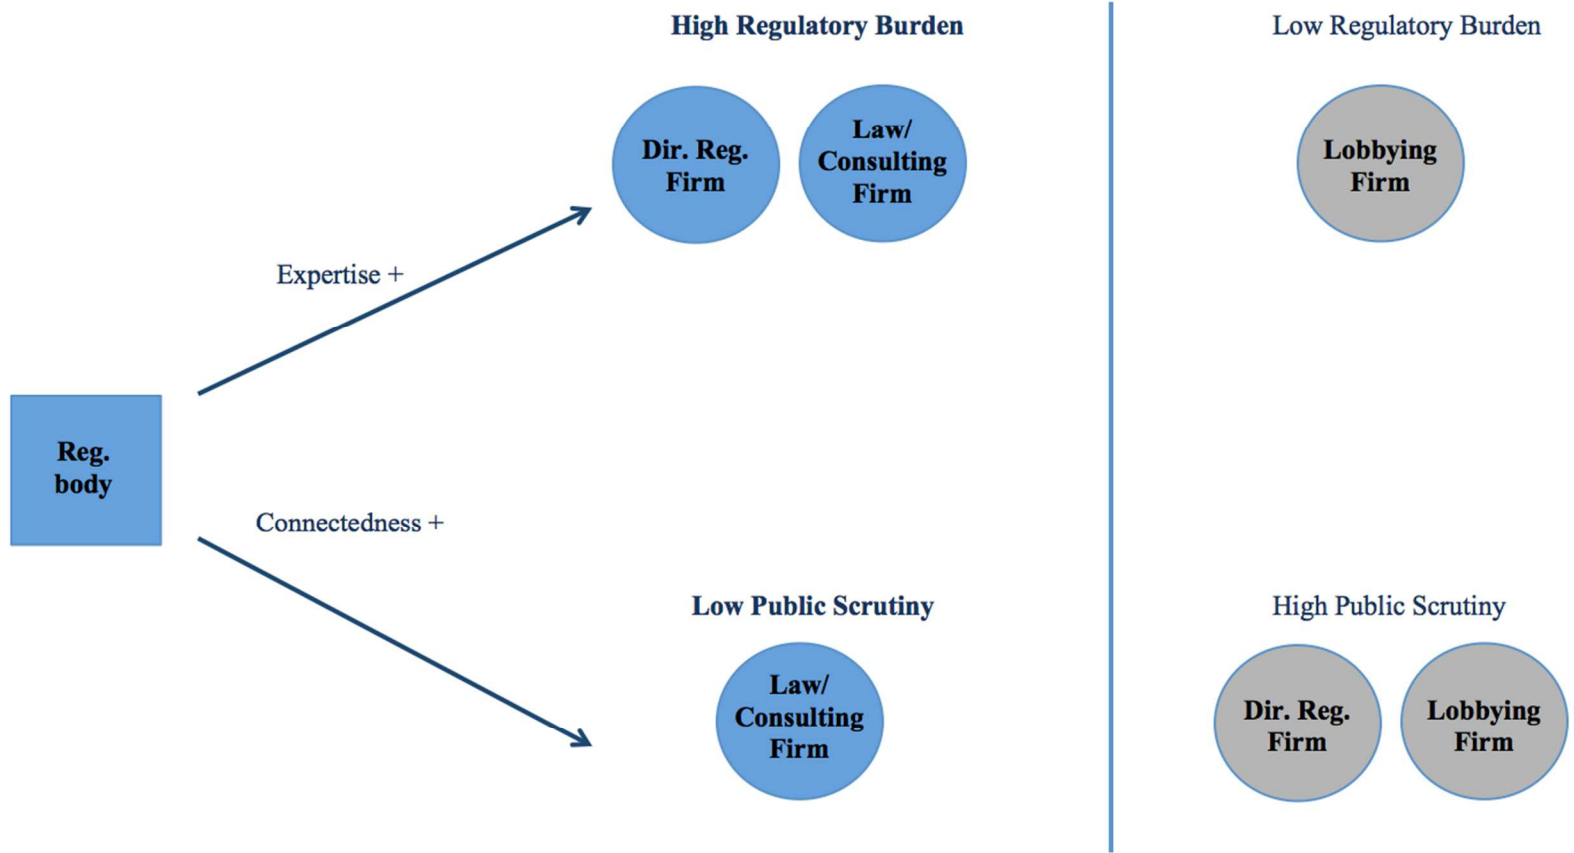 High Regulatory Burden
Low Regulatory Burden
Dir. Reg.
Firm
Law/
Consulting
Firm
Lobbying
Firm
Expertise +
Reg.
body
Connectedness +
Low Public Scrutiny
High Public Scrutiny
Law/
Consulting
Firm
Dir. Reg.
Firm
Lobbying
Firm